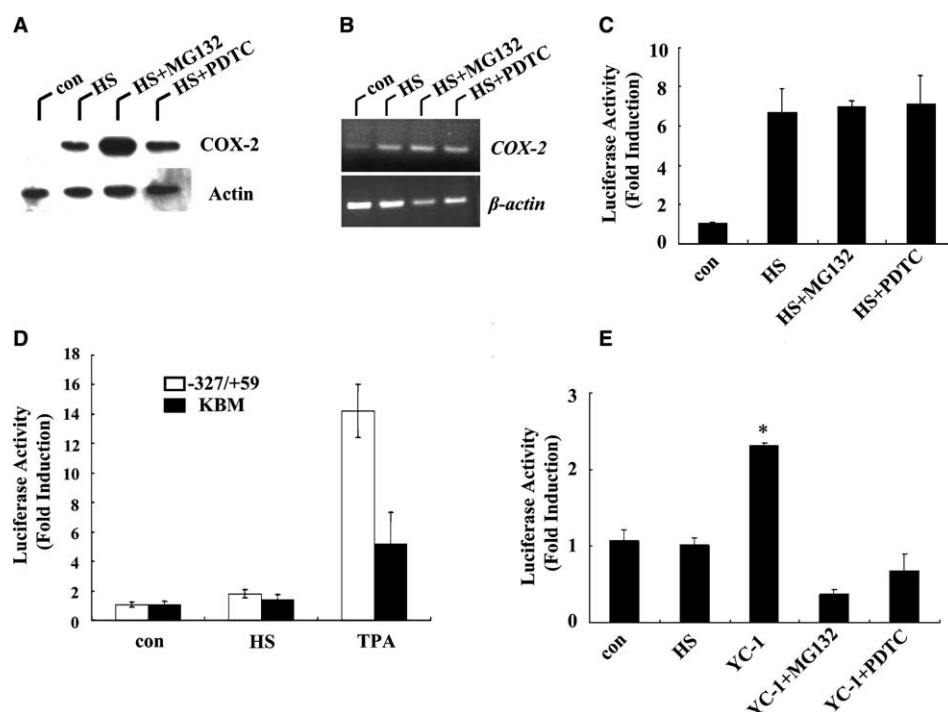 A
con
HS
HS+MG132
HS+PDTC
COX-2
Actin
B
con
HS
HS+MG132
HS+PDTC
COX-2
β-actin
C
Luciferase Activity
(Fold Induction)
10
8
6
4
2
0
con
HS
HS+MG132
HS+PDTC
D
Luciferase Activity
(Fold Induction)
18
16
14
12
10
8
6
4
2
0
-327/+59
KBM
con
HS
TPA
E
Luciferase Activity
(Fold Induction)
3
2
1
0
*
con
HS
YC-1
YC-1+MG132
YC-1+PDTC